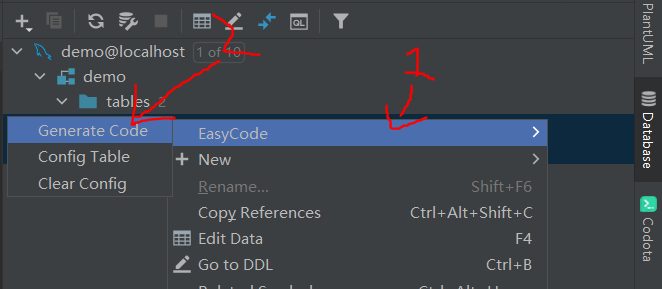 demo@localhost 1 of 10
demo
tables 2
Generate Code
Config Table
Clear Config
EasyCode
New
Rename... Shift+F6
Copy References Ctrl+Alt+Shift+C
Edit Data F4
Go to DDL Ctrl+B
QL
1
2
PlantUML
Database
Codota